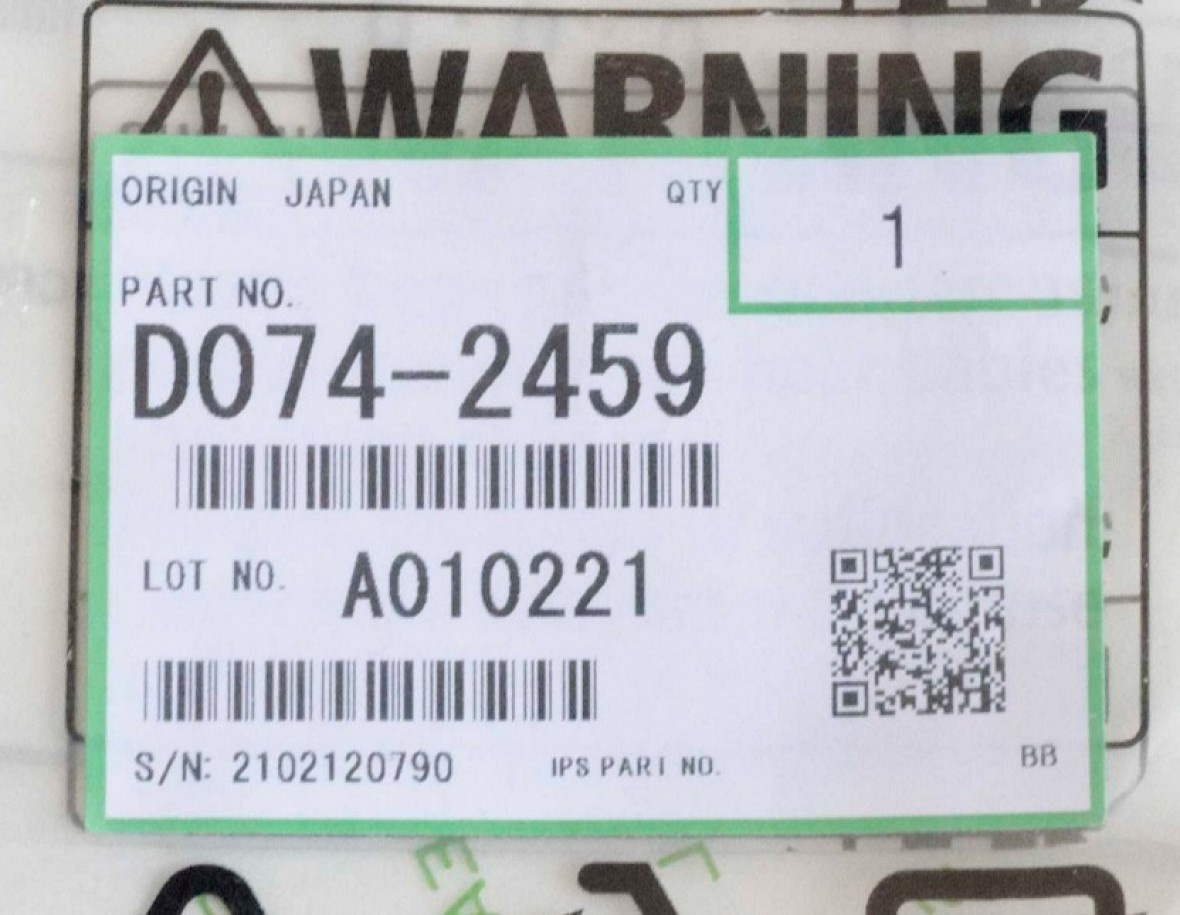 WARNING
ORIGIN JAPAN QTY 1
PART NO.
D074-2459
LOT NO. A010221
S/N: 2102120790 IPS PART NO. BB